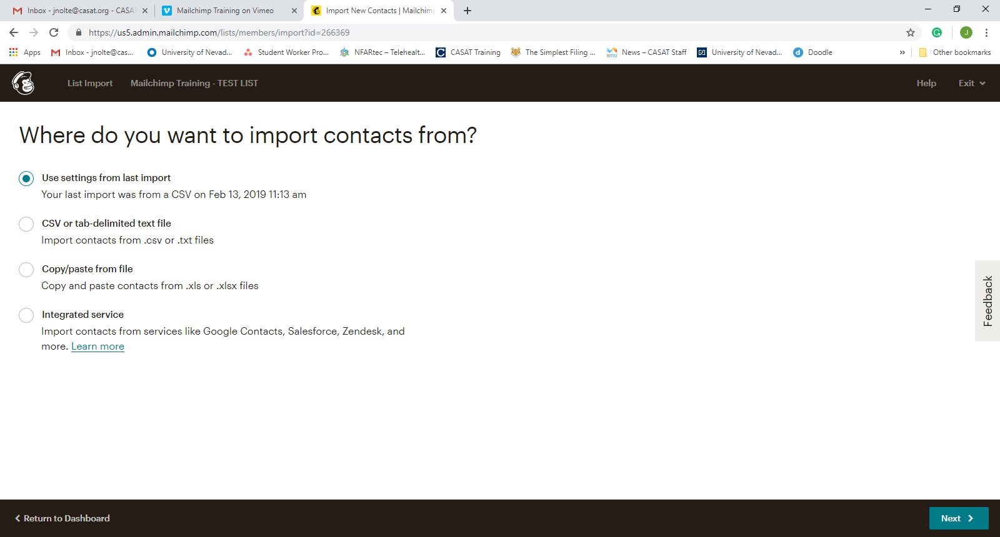 Inbox - jnolte@casat.org - CASAT
Mailchimp Training on Vimeo
Import New Contacts | Mailchimp
https://us5.admin.mailchimp.com/lists/members/import?id=266369
J
Apps
Inbox - jnolte@cas...
University of Nevad...
Student Worker Pro...
NFARtec – Telehealt...
CASAT Training
The Simplest Filing ...
News – CASAT Staff
University of Nevad...
Doodle
»
Other bookmarks
List Import
Mailchimp Training - TEST LIST
Help
Exit
Where do you want to import contacts from?
Use settings from last import
Your last import was from a CSV on Feb 13, 2019 11:13 am
CSV or tab-delimited text file
Import contacts from .csv or .txt files
Copy/paste from file
Copy and paste contacts from .xls or .xlsx files
Integrated service
Import contacts from services like Google Contacts, Salesforce, Zendesk, and
more. Learn more
Feedback
Return to Dashboard
Next